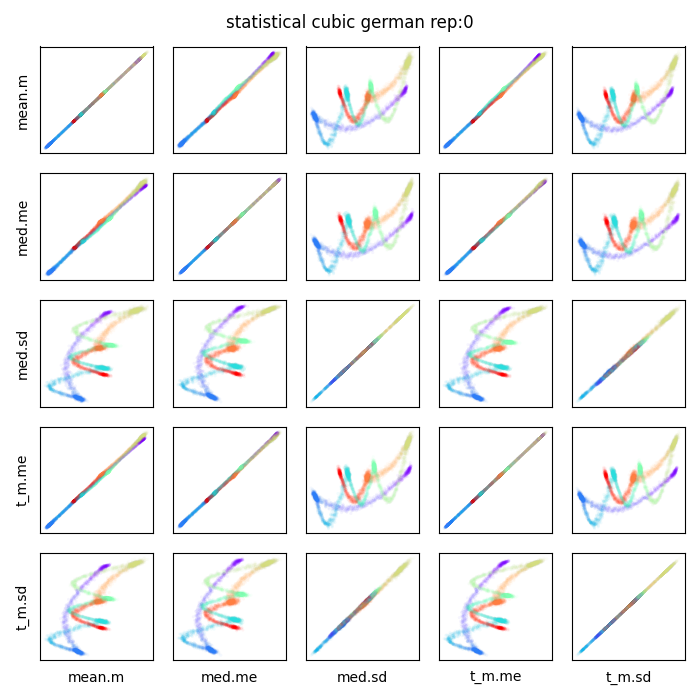 statistical cubic german rep:0
mean.m
med.me
med.sd
t_m.me
t_m.sd
mean.m med.me med.sd t_m.me t_m.sd